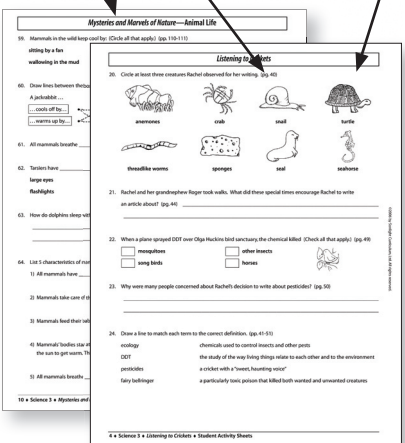 Mysteries and Marvels of Nature—Animal Life
59. Mammals in the wild keep cool by: (Circle all that apply.) (pp. 110-111)
sitting by a fan
wallowing in the mud
60. Draw lines between the
A jackrabbit …
…cools off by…
…warms up by…
61. All mammals breathe
62. Tarsiers have
large eyes
flashlights
63. How do dolphins sleep
64. List 5 characteristics of
1) All mammals have
2) Mammals take care of
3) Mammals feed their
4) Mammals' bodies stay
the sun to get warm.
5) All mammals breathe
10 ♦ Science 3 ♦ Mysteries and
Listening to Crickets
20. Circle at least three creatures Rachel observed for her writing. (pg. 40)
anemones crab snail turtle
threadlike worms sponges seal seahorse
21. Rachel and her grandnephew Roger took walks. What did these special times encourage Rachel to write
an article about? (pg. 44)
22. When a plane sprayed DDT over Olga Huckins bird sanctuary, the chemical killed (Check all that apply.) (pg. 49)
mosquitoes other insects
song birds horses
23. Why were many people concerned about Rachel's decision to write about pesticides? (pg. 50)
24. Draw a line to match each term to the correct definition. (pg. 41-51)
ecology chemicals used to control insects and other pests
DDT the study of the way living things relate to each other and to the environment
pesticides a cricket with a "sweet, haunting voice"
fairy bellringer a particularly toxic poison that killed both wanted and unwanted creatures
4 ♦ Science 3 ♦ Listening to Crickets ♦ Student Activity Sheets